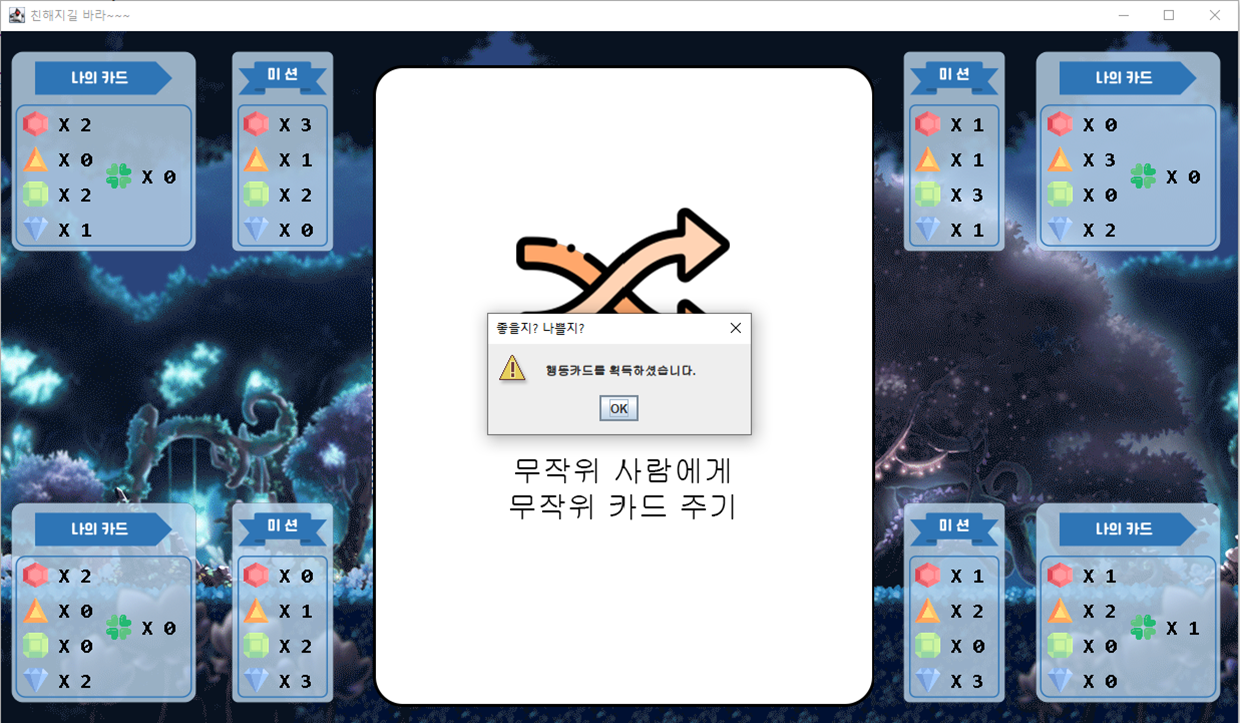 친해지길 바라~~~
나의 카드
X 2
X 0
X 2
X 1
X 0
미 션
X 3
X 1
X 2
X 0
미 션
X 1
X 1
X 3
X 1
나의 카드
X 0
X 3
X 0
X 2
X 0
좋을지? 나쁠지?
행동카드를 획득하셨습니다.
OK
무작위 사람에게
무작위 카드 주기
나의 카드
X 2
X 0
X 0
X 2
X 0
미 션
X 0
X 1
X 2
X 3
미 션
X 1
X 2
X 0
X 3
나의 카드
X 1
X 2
X 0
X 0
X 1